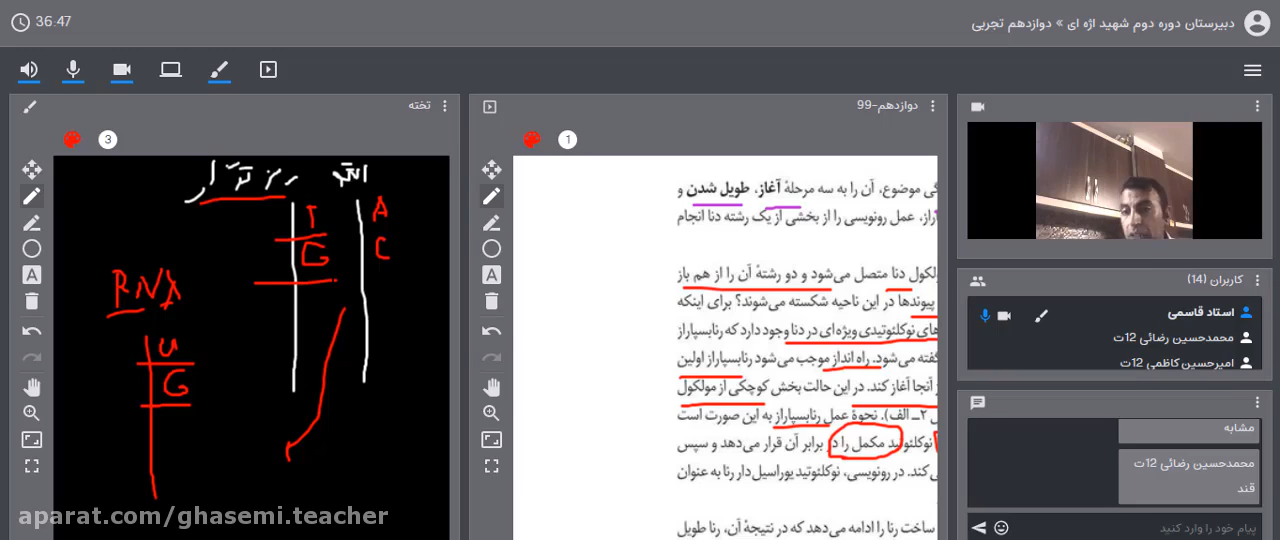 36:47
دبیرستان دوره دوم شهید اژه ای » دوازدهم تجربی
تخته
3
رمزگذار
الگو
T
A
G
C
RNA
U
G
aparat.com/ghasemi.teacher
دوازدهم-99
1
گی موضوع، آن را به سه مرحلهٔ آغاز، طویل شدن و
راز، عمل رونویسی را از بخشی از یک رشته دنا انجام
ولکول دنا متصل می‌شود و دو رشتهٔ آن را از هم باز
پیوندها در این ناحیه شکسته می‌شوند؟ برای اینکه
های نوکلئوتیدی ویژه‌ای در دنا وجود دارد که رنابسپاراز
گفته می‌شود. راه انداز موجب می‌شود رنابسپاراز اولین
آنجا آغاز کند. در این حالت بخش کوچکی از مولکول
۲ــ الف). نحوهٔ عمل رنابسپاراز به این صورت است
نوکلئوتید مکمل را در برابر آن قرار می‌دهد و سپس
ی‌کند. در رونویسی، نوکلئوتید یوراسیل‌دار رنا به عنوان
ساخت رنا را ادامه می‌دهد که در نتیجهٔ آن، رنا طویل
کاربران (14)
استاد قاسمی
محمدحسین رضائی 12ت
امیرحسین کاظمی 12ت
مشابه
محمدحسین رضائی 12ت
قند
پیام خود را وارد کنید